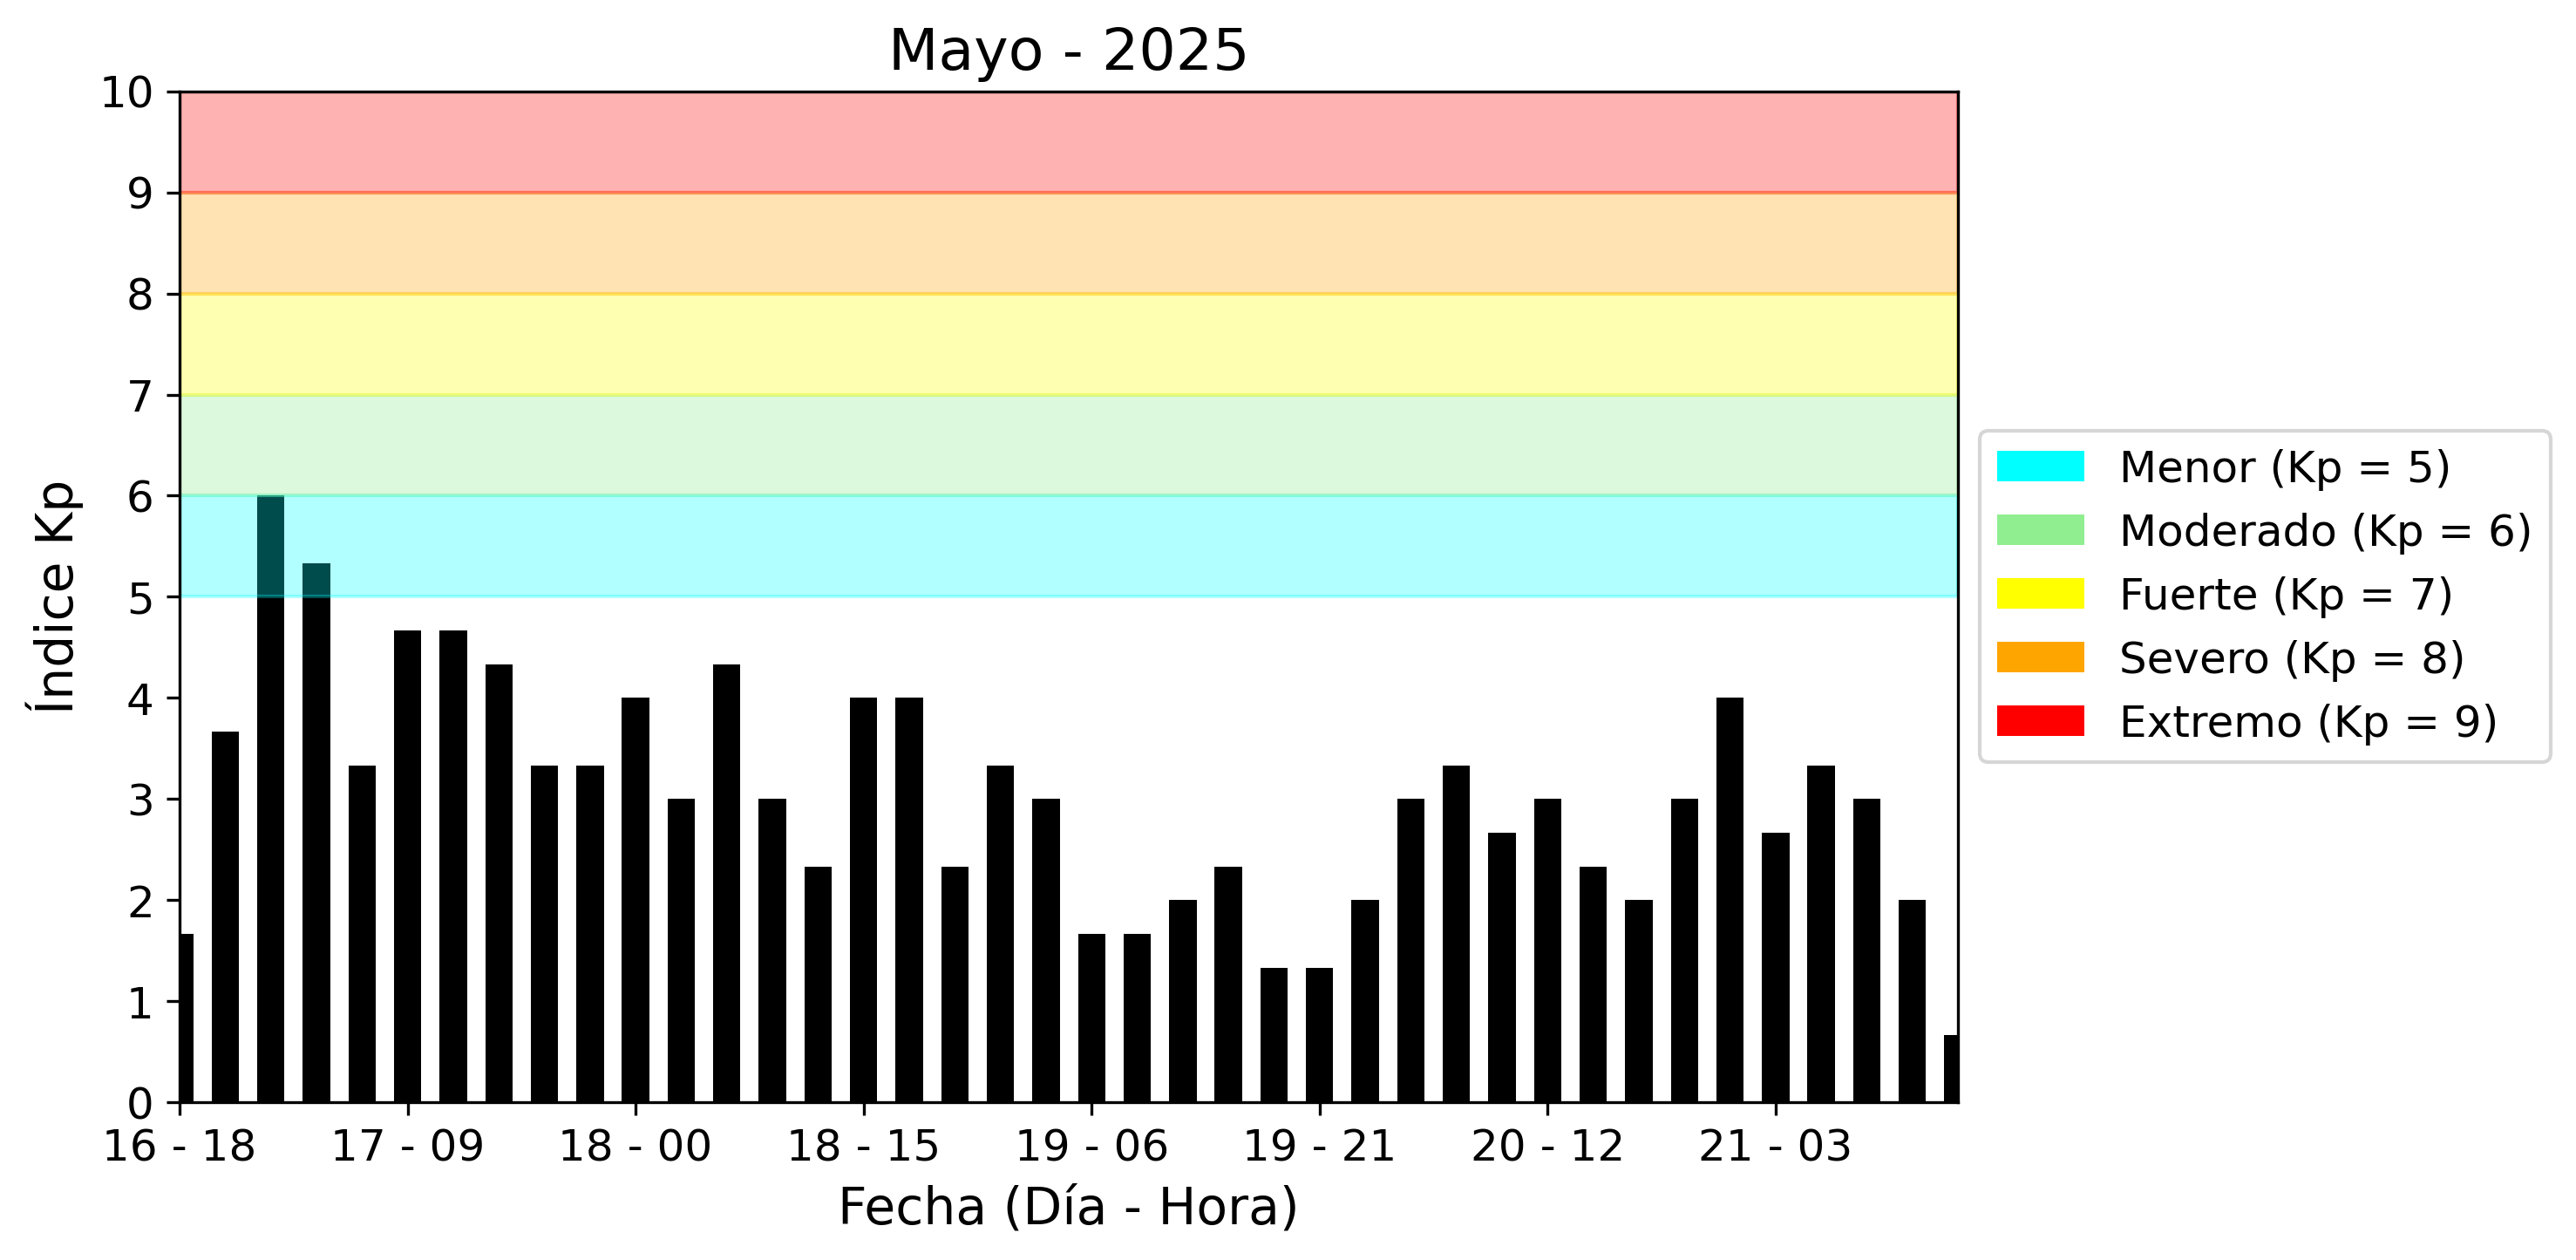 Mayo - 2025
10
9
8
7
6
5
4
3
2
1
0
Índice Kp
16 - 18
17 - 09
18 - 00
18 - 15
19 - 06
19 - 21
20 - 12
21 - 03
Fecha (Día - Hora)
Menor (Kp = 5)
Moderado (Kp = 6)
Fuerte (Kp = 7)
Severo (Kp = 8)
Extremo (Kp = 9)